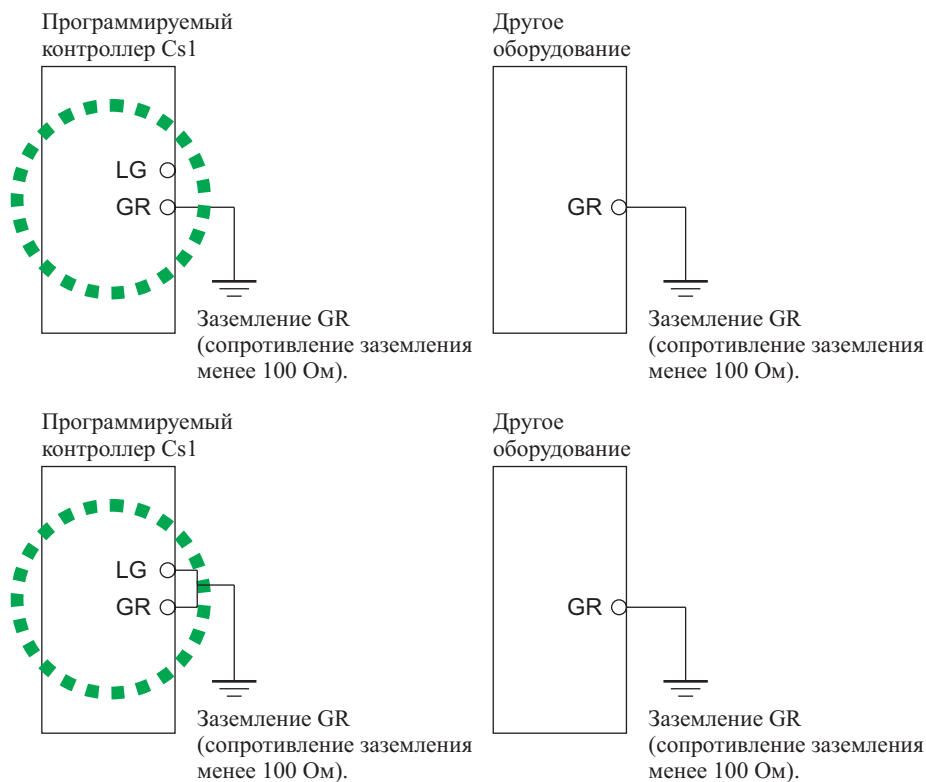 Программируемый
контроллер Cs1
Другое
оборудование
LG
GR
GR
Заземление GR
(сопротивление заземления
менее 100 Ом).
Заземление GR
(сопротивление заземления
менее 100 Ом).
Программируемый
контроллер Cs1
Другое
оборудование
LG
GR
GR
Заземление GR
(сопротивление заземления
менее 100 Ом).
Заземление GR
(сопротивление заземления
менее 100 Ом).